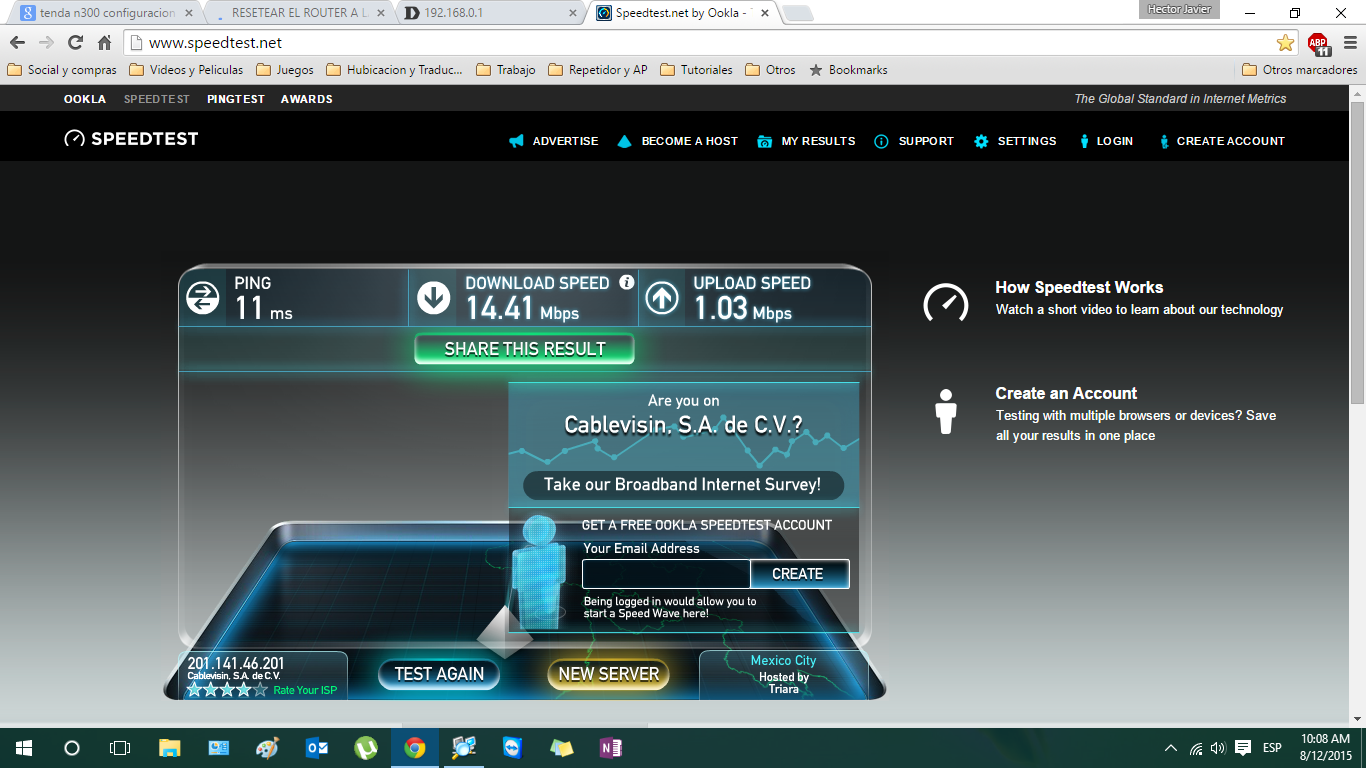 tenda n300 configuracion
RESETEAR EL ROUTER A L
192.168.0.1
Speedtest.net by Ookla -
Hector Javier
www.speedtest.net
ABP
11
Social y compras
Videos y Peliculas
Juegos
Hubicacion y Traduc...
Trabajo
Repetidor y AP
Tutoriales
Otros
Bookmarks
Otros marcadores
OOKLA SPEEDTEST PINGTEST AWARDS
The Global Standard in Internet Metrics
SPEEDTEST
ADVERTISE
BECOME A HOST
MY RESULTS
SUPPORT
SETTINGS
LOGIN
CREATE ACCOUNT
PING
11 ms
DOWNLOAD SPEED
14.41 Mbps
UPLOAD SPEED
1.03 Mbps
SHARE THIS RESULT
Are you on
Cablevisin, S.A. de C.V.?
Take our Broadband Internet Survey!
GET A FREE OOKLA SPEEDTEST ACCOUNT
Your Email Address
CREATE
Being logged in would allow you to
start a Speed Wave here!
201.141.46.201
Cablevisin, S.A. de C.V.
Rate Your ISP
TEST AGAIN
NEW SERVER
Mexico City
Hosted by
Triara
How Speedtest Works
Watch a short video to learn about our technology
Create an Account
Testing with multiple browsers or devices? Save
all your results in one place
ESP
10:08 AM
8/12/2015